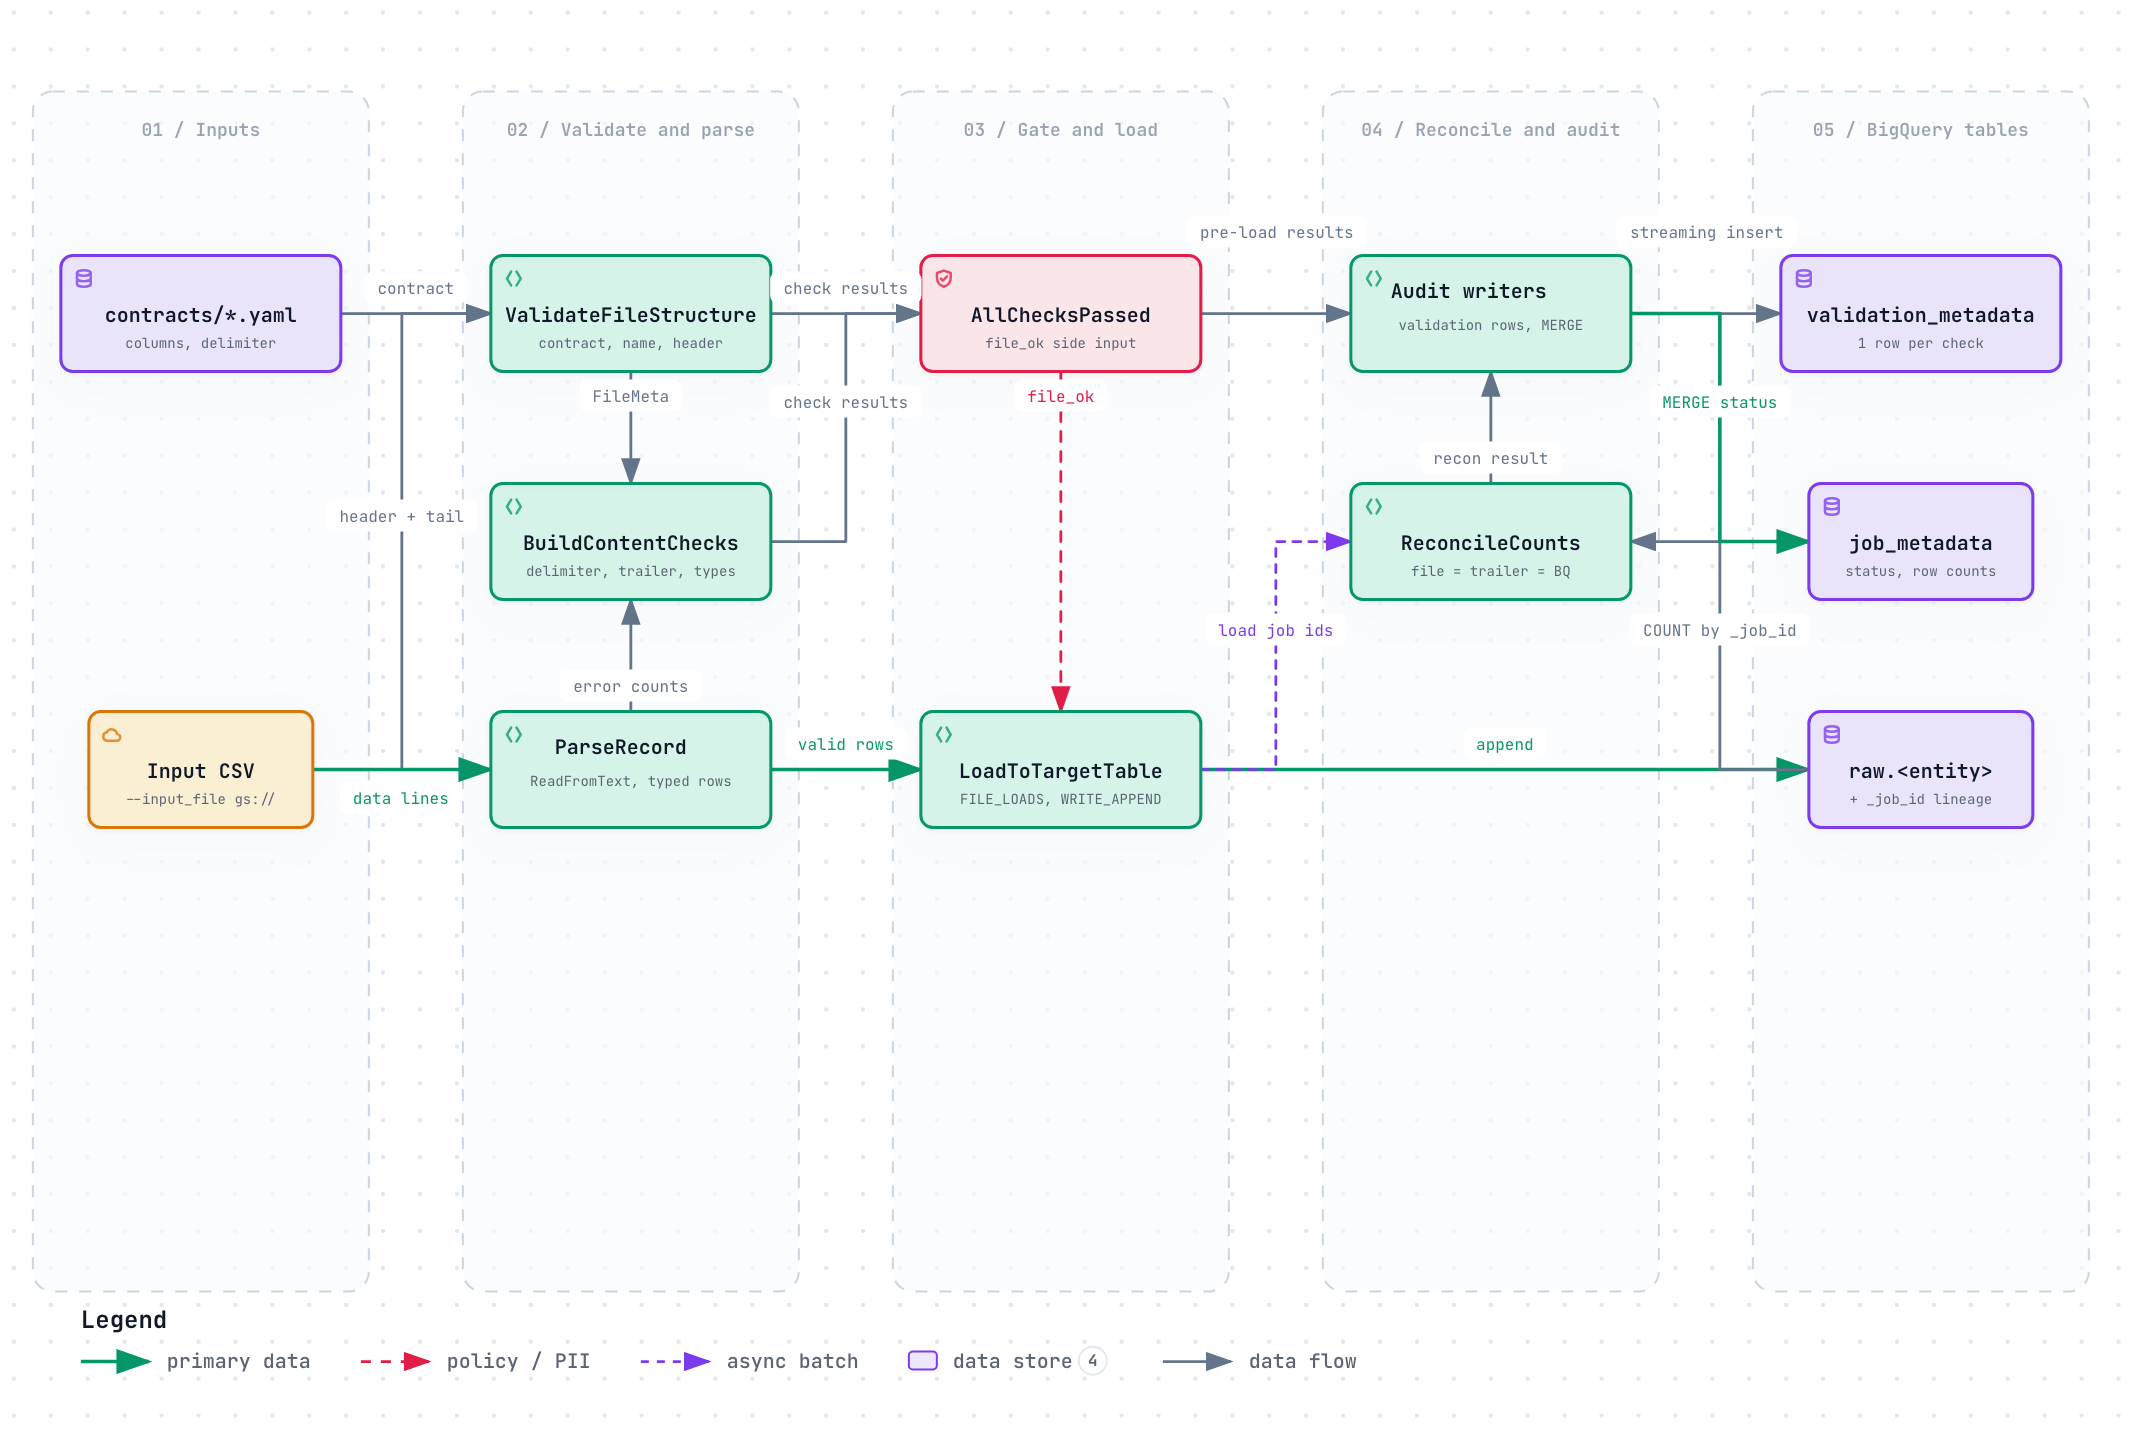 01 / Inputs
02 / Validate and parse
03 / Gate and load
04 / Reconcile and audit
05 / BigQuery tables
pre-load results
streaming insert
contract
check results
contracts/*.yaml
columns, delimiter
ValidateFileStructure
contract, name, header
AllChecksPassed
file_ok side input
Audit writers
validation rows, MERGE
validation_metadata
1 row per check
FileMeta
check results
file_ok
MERGE status
recon result
header + tail
BuildContentChecks
delimiter, trailer, types
ReconcileCounts
file = trailer = BQ
job_metadata
status, row counts
load job ids
COUNT by _job_id
error counts
valid rows
append
Input CSV
--input_file gs://
data lines
ParseRecord
ReadFromText, typed rows
LoadToTargetTable
FILE_LOADS, WRITE_APPEND
raw.<entity>
+ _job_id lineage
Legend
primary data
policy / PII
async batch
data store 4
data flow